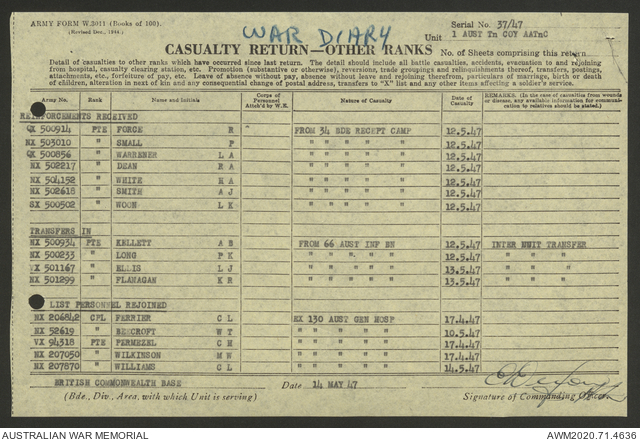 ARMY FORM W.3011 (Books of 100).
(Revised Dec., 1944.)
WAR DIARY
Serial No. 37/47
Unit 1 AUST Tn COY AATnC
CASUALTY RETURN—OTHER RANKS
No. of Sheets comprising this return
Detail of casualties to other ranks which have occurred since last return. The detail should include all battle casualties, accidents, evacuation to and rejoining
from hospital, casualty clearing stations, etc. Promotion (substantive or otherwise), reversion, trade groupings and relinquishments thereof, transfers, postings,
attachments, etc., forfeiture of pay, etc. Leave of absence without pay, absence without leave and rejoining therefrom, particulars of marriage, birth or death
of children, alteration in next of kin and any consequential change of postal address, transfers to "X" list and any other items affecting a soldier's service.
Army No. Rank Name and Initials Corps of Personnel Attch'd by W.E. Nature of Casualty Date of Casualty REMARKS. (In the case of casualties from wounds or disease, any available information for communication to relatives should be stated.)
REINFORCEMENTS RECEIVED
QX 500914 PTE FORCE R FROM 34 BDE RECEPT CAMP 12.5.47
NX 503010 " SMALL P " " " " 12.5.47
QX 500856 " WARRENER L A " " " " 12.5.47
NX 502217 " DEAN R A " " " " 12.5.47
NX 504152 " WHITE H A " " " " 12.5.47
NX 502618 " SMITH A J " " " " 12.5.47
SX 500502 " WOON L K " " " " 12.5.47
TRANSFERS IN
NX 500934 PTE KELLETT A B FROM 66 AUST INF BN 12.5.47 INTER UNIT TRANSFER
NX 500233 " LONG P K " " " " " 12.5.47 " " "
VX 501167 " ELLIS L J " " " " " 13.5.47 " " "
NX 501299 " FLANAGAN K R " " " " " 13.5.47 " " "
LIST PERSONNEL REJOINED
NX 206842 CPL FERRIER C L EX 130 AUST GEN HOSP 17.4.47
NX 52619 " BEECROFT W T " " " " " 10.5.47
VX 94318 PTE PERMEZEL C M " " " " " 17.4.47
NX 207050 " WILKINSON M W " " " " " 17.4.47
NX 207870 " WILLIAMS C L " " " " " 14.5.47
BRITISH COMMONWEALTH BASE Date 14 MAY 47
(Bde., Div., Area, with which Unit is serving) Signature of Commanding Officer
AUSTRALIAN WAR MEMORIAL AWM2020.71.4636